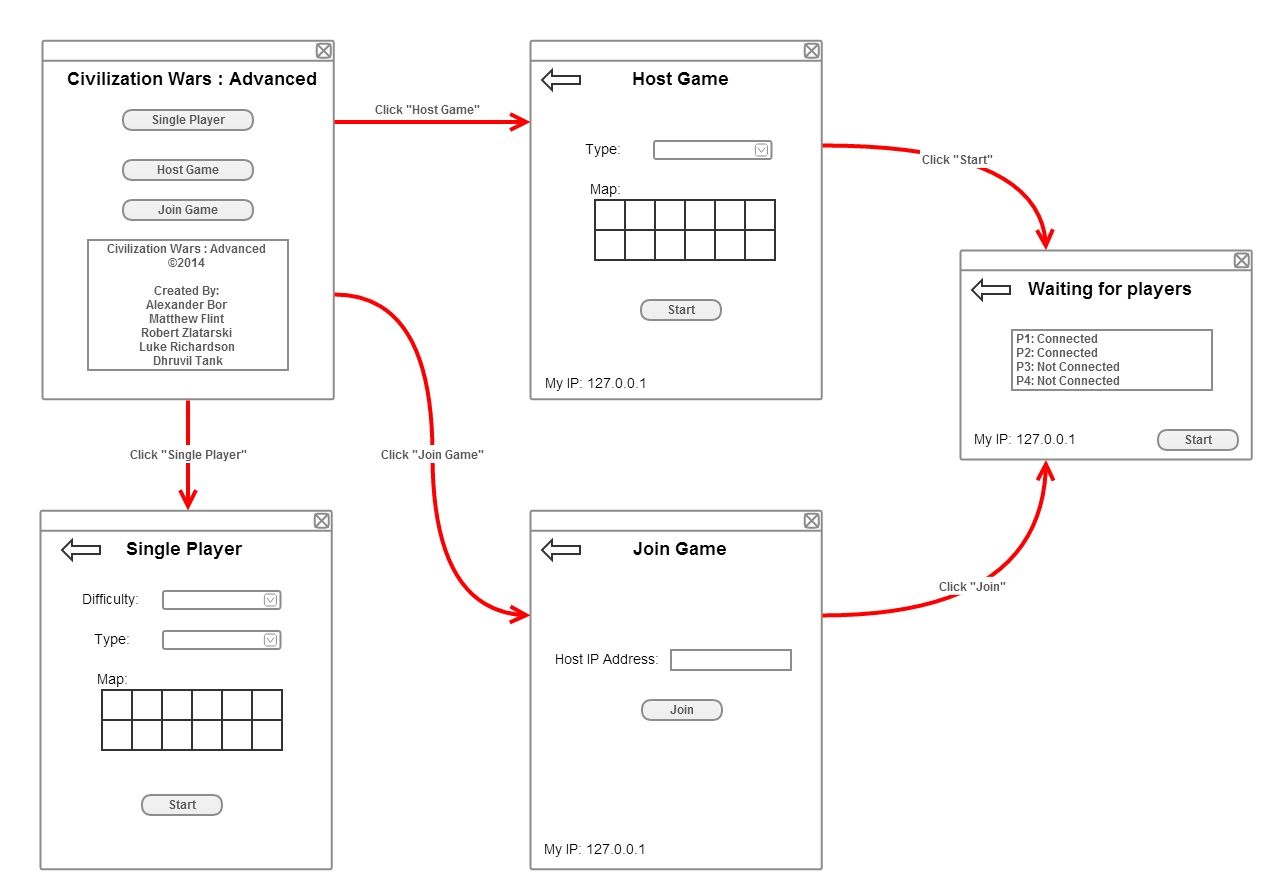 Civilization Wars : Advanced
Single Player
Host Game
Join Game
Civilization Wars : Advanced
©2014
Created By:
Alexander Bor
Matthew Flint
Robert Zlatarski
Luke Richardson
Dhruvil Tank
Click "Host Game"
Host Game
Type:
Map:
Start
My IP: 127.0.0.1
Click "Start"
Waiting for players
P1: Connected
P2: Connected
P3: Not Connected
P4: Not Connected
My IP: 127.0.0.1
Start
Click "Single Player"
Click "Join Game"
Single Player
Difficulty:
Type:
Map:
Start
Join Game
Host IP Address:
Join
My IP: 127.0.0.1
Click "Join"